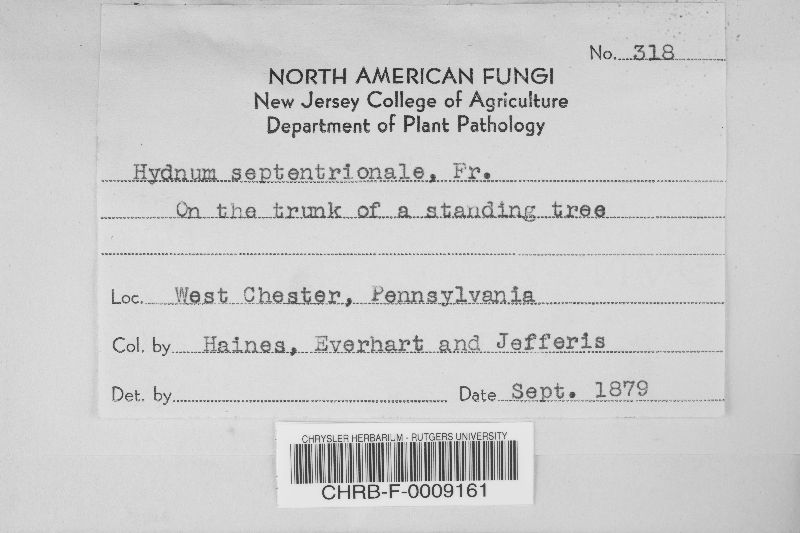 No. 318
NORTH AMERICAN FUNGI
New Jersey College of Agriculture
Department of Plant Pathology
Hydnum septentrionale, Fr.
On the trunk of a standing tree
Loc. West Chester, Pennsylvania
Col. by Haines, Everhart and Jefferis
Det. by Date Sept. 1879
CHRYSLER HERBARIUM - RUTGERS UNIVERSITY
CHRB-F-0009161